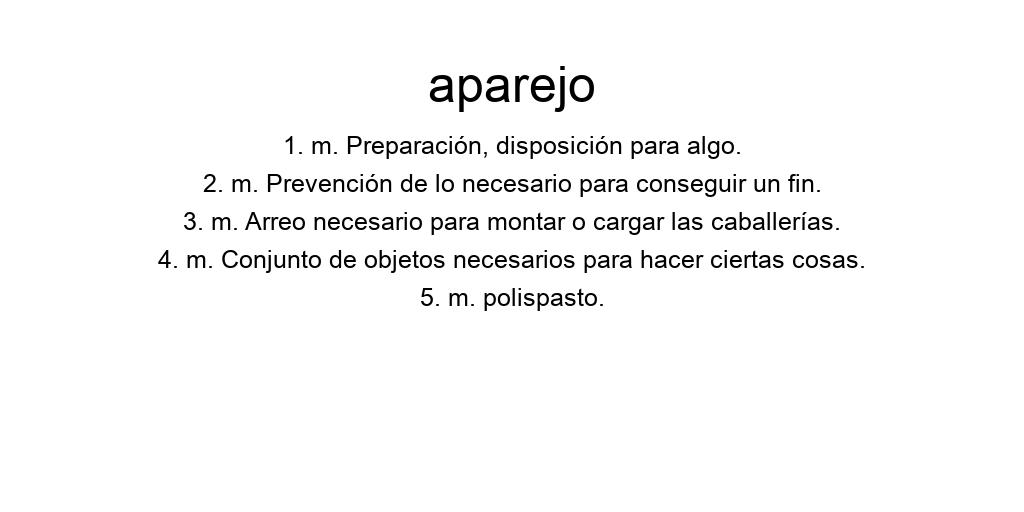 aparejo
1. m. Preparación, disposición para algo.
2. m. Prevención de lo necesario para conseguir un fin.
3. m. Arreo necesario para montar o cargar las caballerías.
4. m. Conjunto de objetos necesarios para hacer ciertas cosas.
5. m. polispasto.